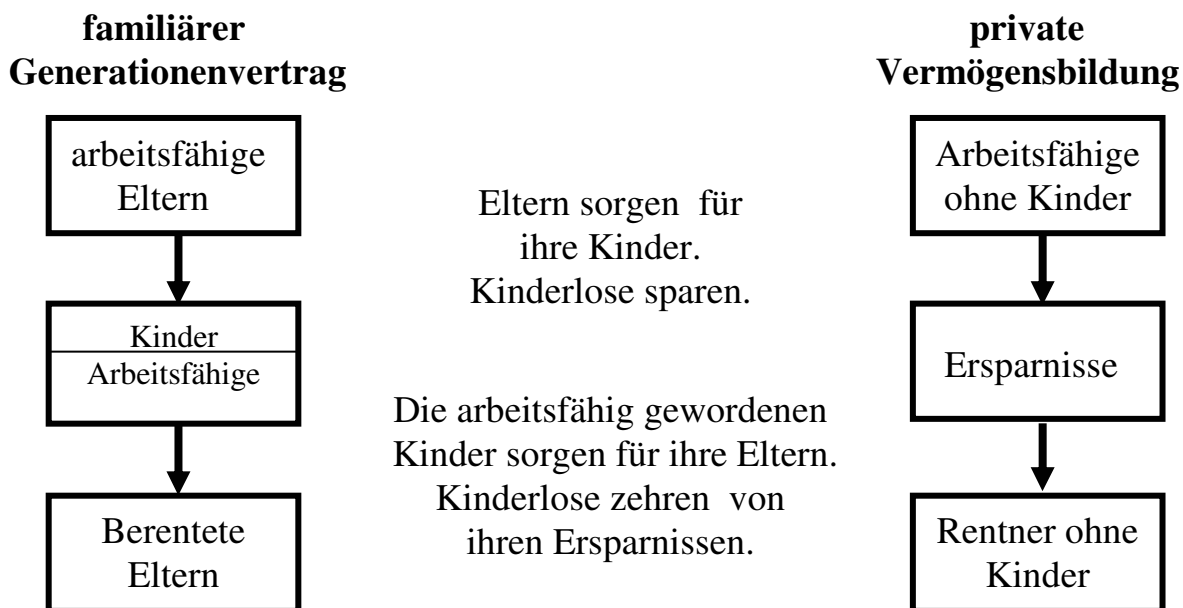 familiärer
Generationenvertrag
private
Vermögensbildung
arbeitsfähige
Eltern
Eltern sorgen für
ihre Kinder.
Kinderlose sparen.
Arbeitsfähige
ohne Kinder
Kinder
Arbeitsfähige
Ersparnisse
Die arbeitsfähig gewordenen
Kinder sorgen für ihre Eltern.
Kinderlose zehren von
ihren Ersparnissen.
Berentete
Eltern
Rentner ohne
Kinder